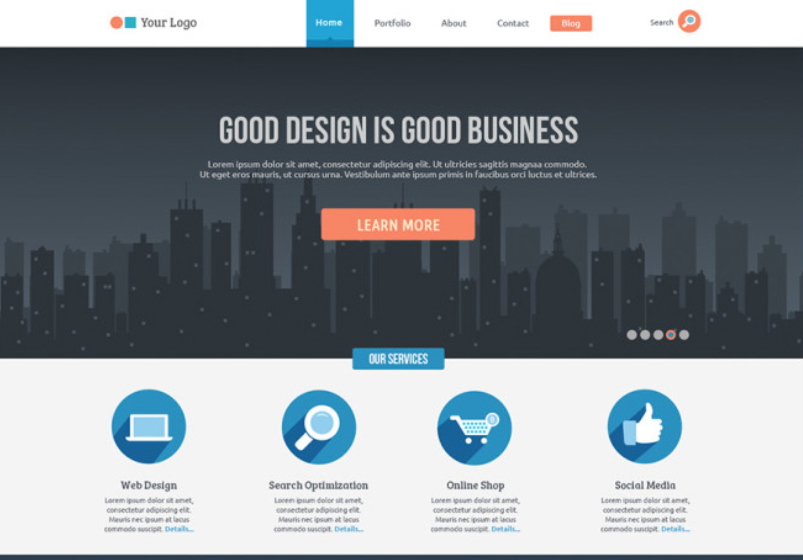 Your Logo
Home
Portfolio
About
Contact
Blog
Search
GOOD DESIGN IS GOOD BUSINESS
Lorem ipsum dolor sit amet, consectetur adipiscing elit. Ut ultricies sagittis magnaa commodo.
Ut eget eros mauris, ut cursus urna. Vestibulum ante ipsum primis in faucibus orci luctus et ultrices.
LEARN MORE
OUR SERVICES
Web Design
Lorem ipsum dolor sit amet,
consectetur adipiscing elit.
Mauris nec ipsum at lacus
commodo suscipit. Details...
Search Optimization
Lorem ipsum dolor sit amet,
consectetur adipiscing elit.
Mauris nec ipsum at lacus
commodo suscipit. Details...
Online Shop
Lorem ipsum dolor sit amet,
consectetur adipiscing elit.
Mauris nec ipsum at lacus
commodo suscipit. Details...
Social Media
Lorem ipsum dolor sit amet,
consectetur adipiscing elit.
Mauris nec ipsum at lacus
commodo suscipit. Details...